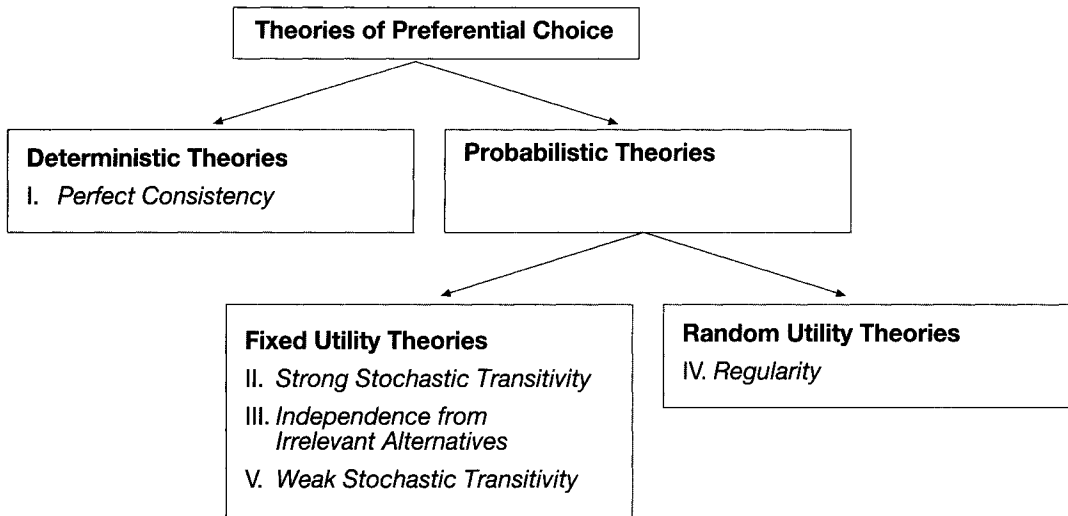 Theories of Preferential Choice
Deterministic Theories
I. Perfect Consistency
Probabilistic Theories
Fixed Utility Theories
II. Strong Stochastic Transitivity
III. Independence from
Irrelevant Alternatives
V. Weak Stochastic Transitivity
Random Utility Theories
IV. Regularity